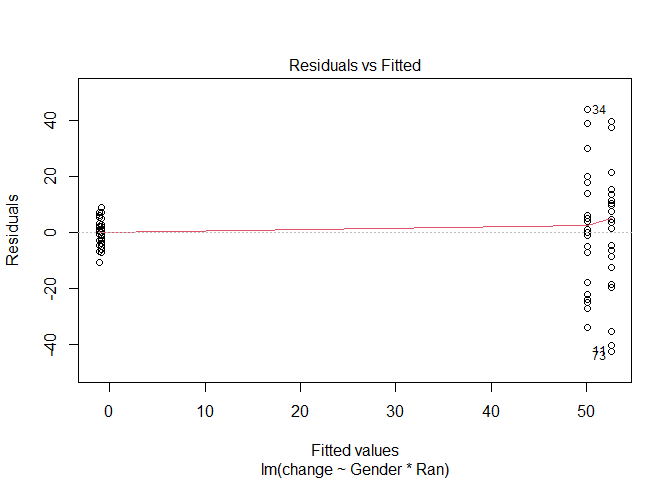 Residuals vs Fitted
34
73
Residuals
-40 -20 0 20 40
0 10 20 30 40 50
Fitted values
lm(change ~ Gender * Ran)